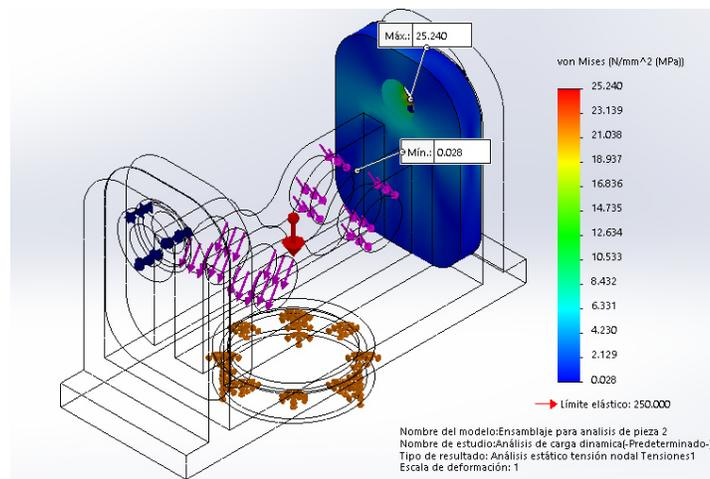 Máx.: 25.240
von Mises (N/mm^2 (MPa))
25.240
23.139
21.038
18.937
16.836
14.735
12.634
10.532
8.432
6.331
4.230
2.129
0.028
Mín.: 0.028
Límite elástico: 250.000
Nombre del modelo:Ensamblaje para analisis de pieza 2
Nombre de estudio:Análisis de carga dinamica(-Predeterminado-
Tipo de resultado: Análisis estático tensión nodal Tensiones1
Escala de deformación: 1